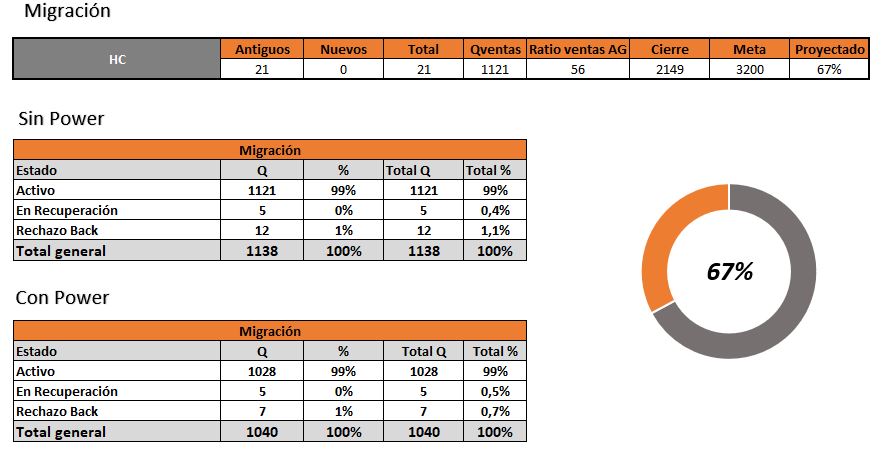 Migración
HC Antiguos Nuevos Total Qventas Ratio ventas AG Cierre Meta Proyectado
21 0 21 1121 56 2149 3200 67%
Sin Power
Migración
Estado Q % Total Q Total %
Activo 1121 99% 1121 99%
En Recuperación 5 0% 5 0,4%
Rechazo Back 12 1% 12 1,1%
Total general 1138 100% 1138 100%
67%
Con Power
Migración
Estado Q % Total Q Total %
Activo 1028 99% 1028 99%
En Recuperación 5 0% 5 0,5%
Rechazo Back 7 1% 7 0,7%
Total general 1040 100% 1040 100%